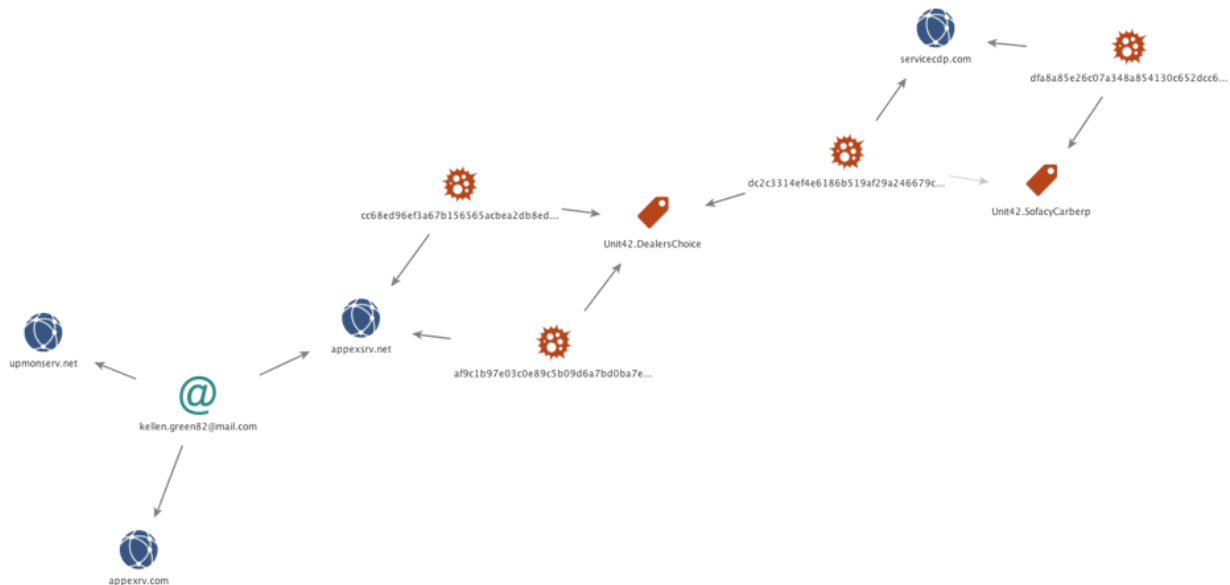 servicecdp.com
dfa8a85e26c07a348a854130c652dcc6...
dc2c3314ef4e6186b519af29a246679c...
cc68ed96ef3a67b156565acbea2db8ed...
Unit42.SofacyCarberp
Unit42.DealersChoice
appexsrv.net
upmonserv.net
af9c1b97e03c0e89c5b09d6a7bd0ba7e...
@
kellen.green82@mail.com
appexrv.com